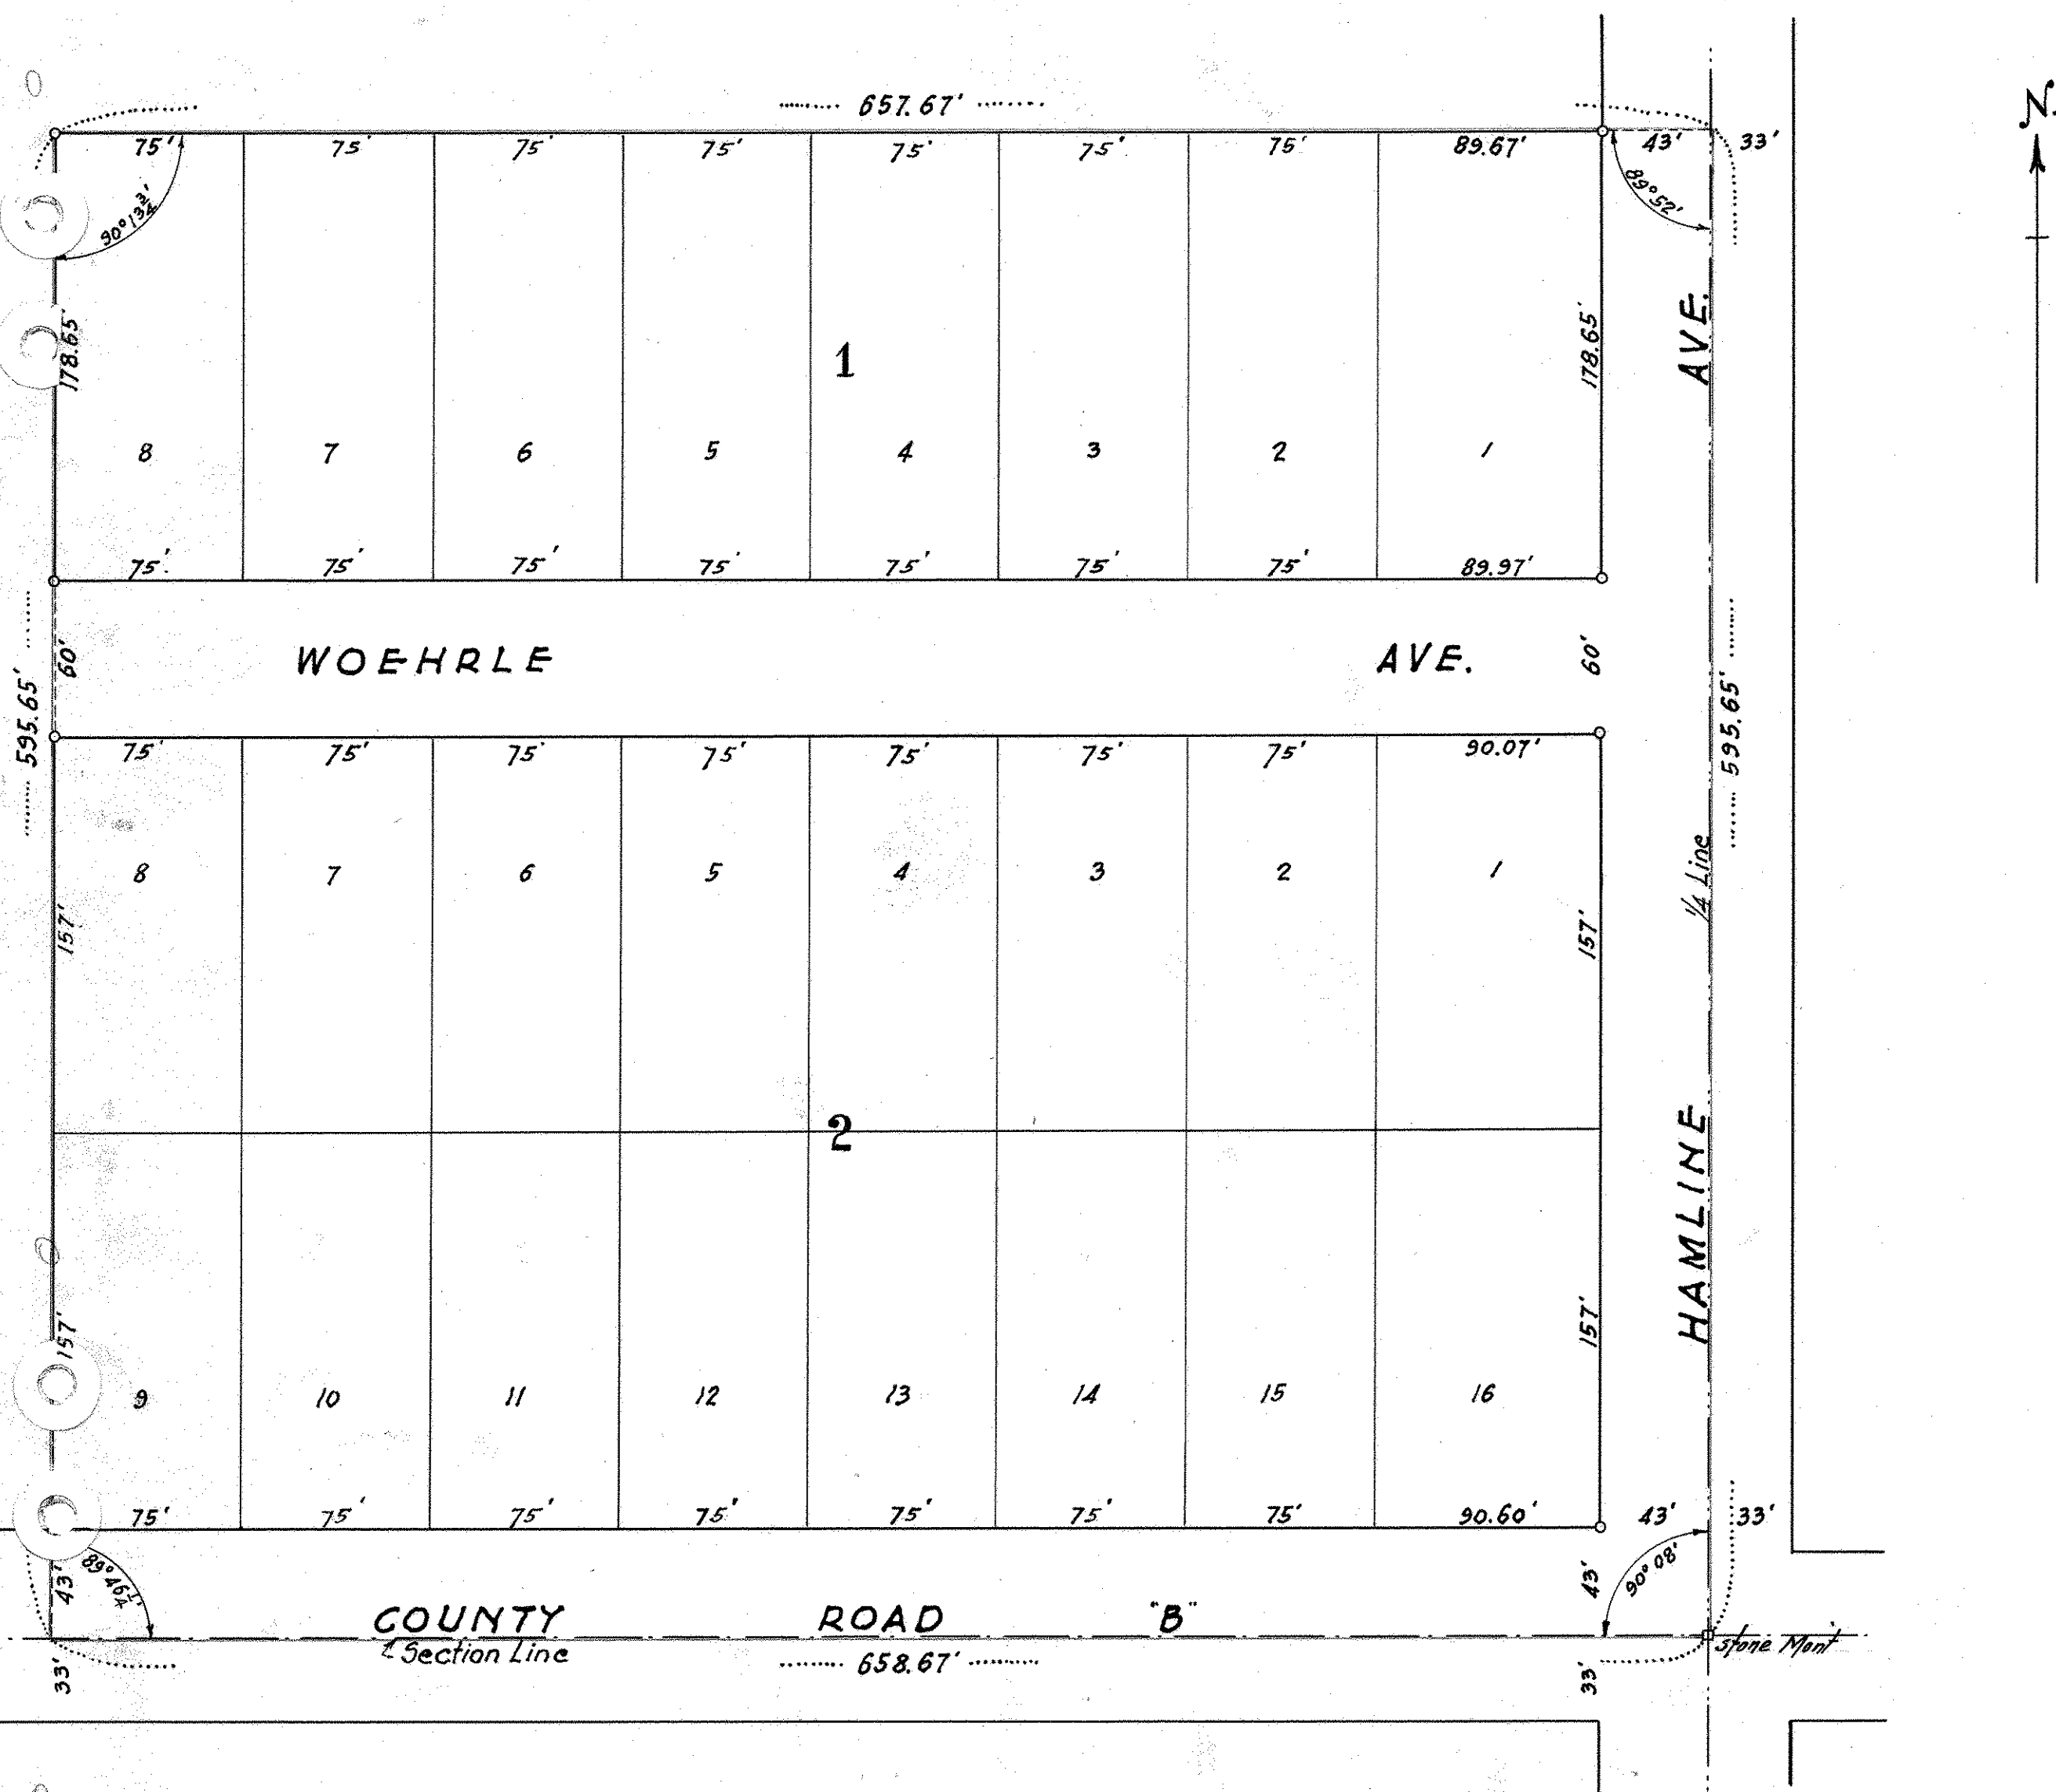 N.
657.67'
75' 75' 75' 75' 75' 75' 75' 89.67' 43' 33'
90°13¾' 89°52'
178.65' 178.65'
AVE.
1
8 7 6 5 4 3 2 1
75' 75' 75' 75' 75' 75' 75' 89.97'
WOEHRLE AVE.
60' 60'
595.65' 595.65'
75' 75' 75' 75' 75' 75' 75' 90.07'
8 7 6 5 4 3 2 1
¼ Line
157' 157'
2
HAMLINE
157' 157'
9 10 11 12 13 14 15 16
75' 75' 75' 75' 75' 75' 75' 90.60' 43' 33'
89°46¼' 90°08'
43' 43'
COUNTY ROAD "B"
Section Line
Stone Mont
658.67'
33' 33'